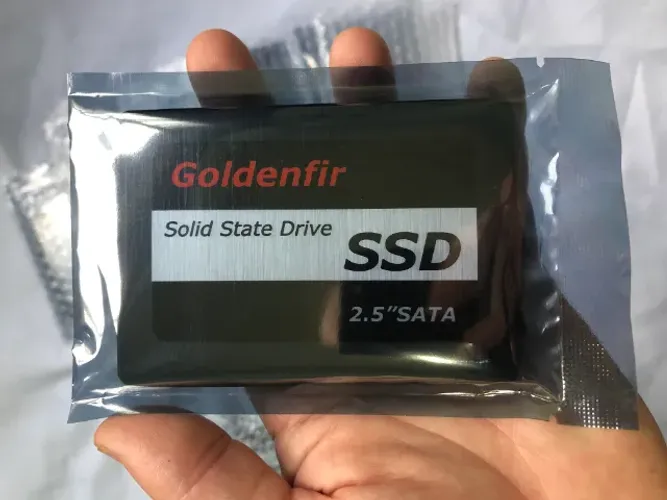 Goldenfir
Solid State Drive
SSD
2.5"SATA